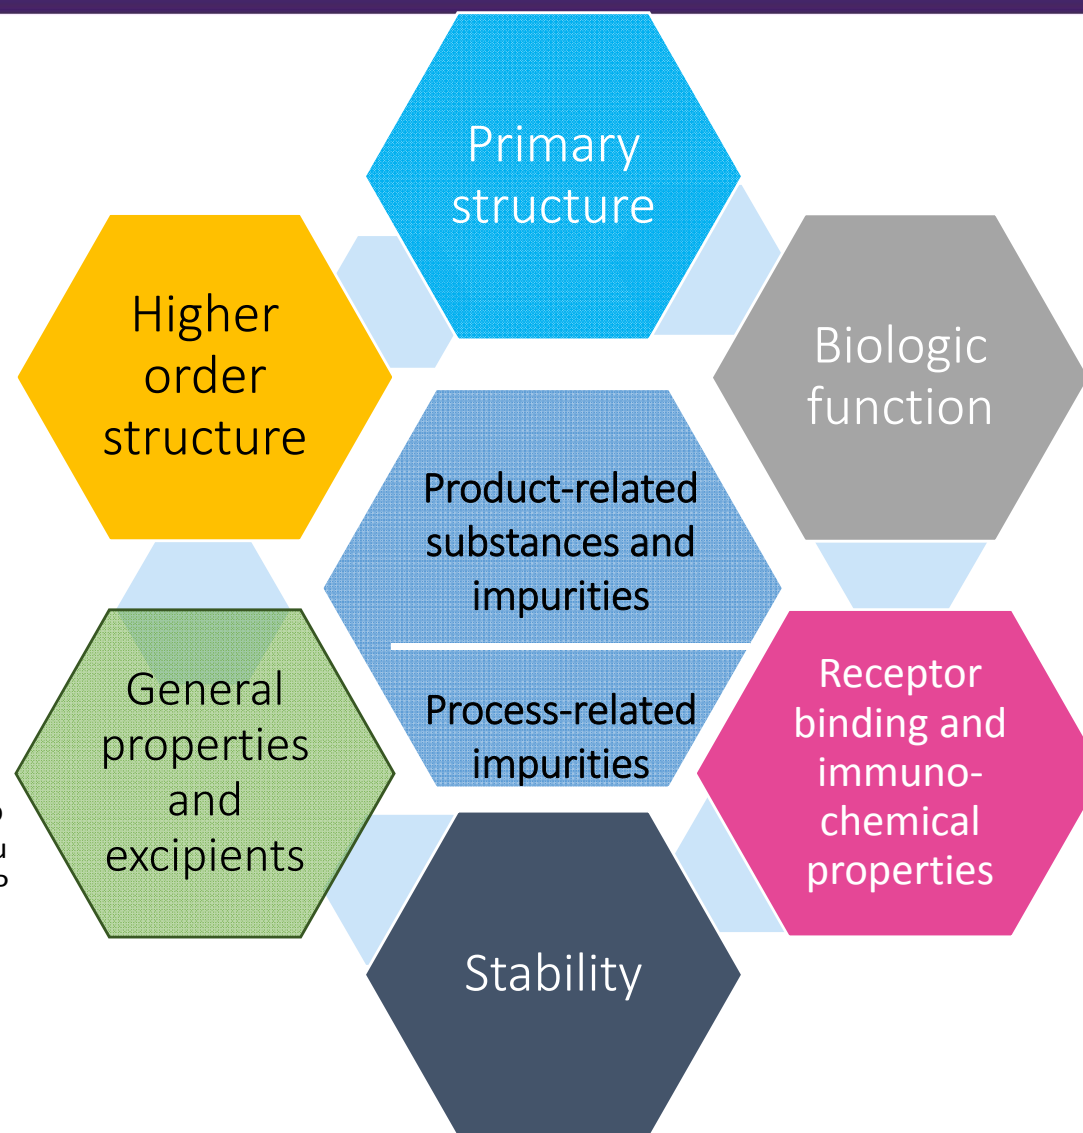 Primary
structure
Higher
order
structure
Biologic
function
Product-related
substances and
impurities
Process-related
impurities
General
properties
and
excipients
Receptor
binding and
immuno-
chemical
properties
Stability